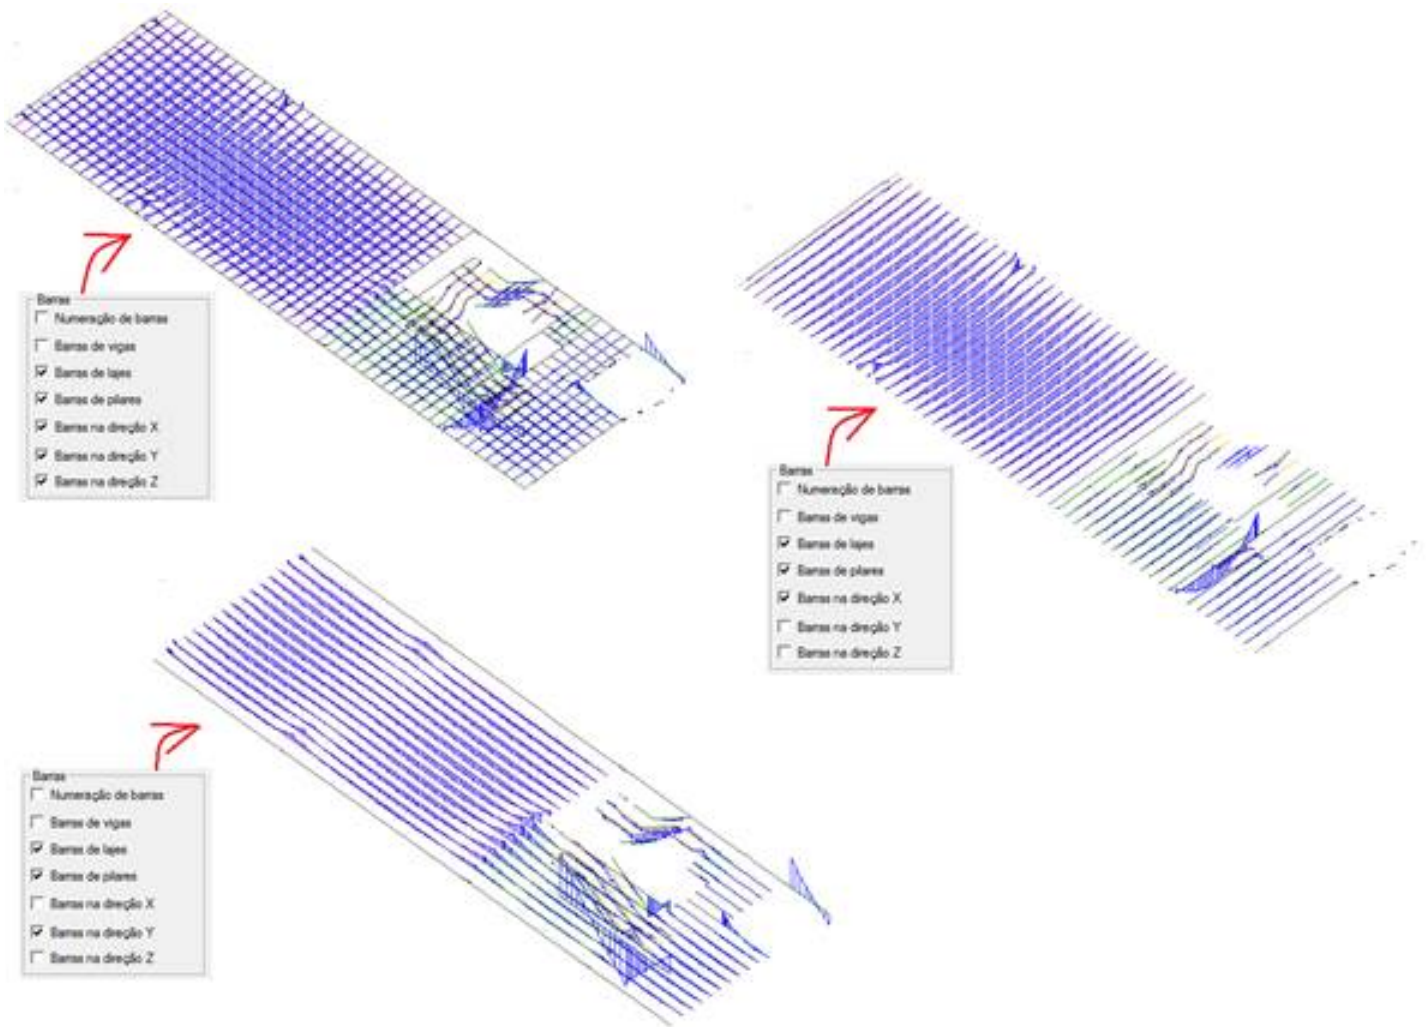 Barras
Numeração de barras
Barras de vigas
Barras de lajes
Barras de pilares
Barras na direção X
Barras na direção Y
Barras na direção Z
Barras
Numeração de barras
Barras de vigas
Barras de lajes
Barras de pilares
Barras na direção X
Barras na direção Y
Barras na direção Z
Barras
Numeração de barras
Barras de vigas
Barras de lajes
Barras de pilares
Barras na direção X
Barras na direção Y
Barras na direção Z